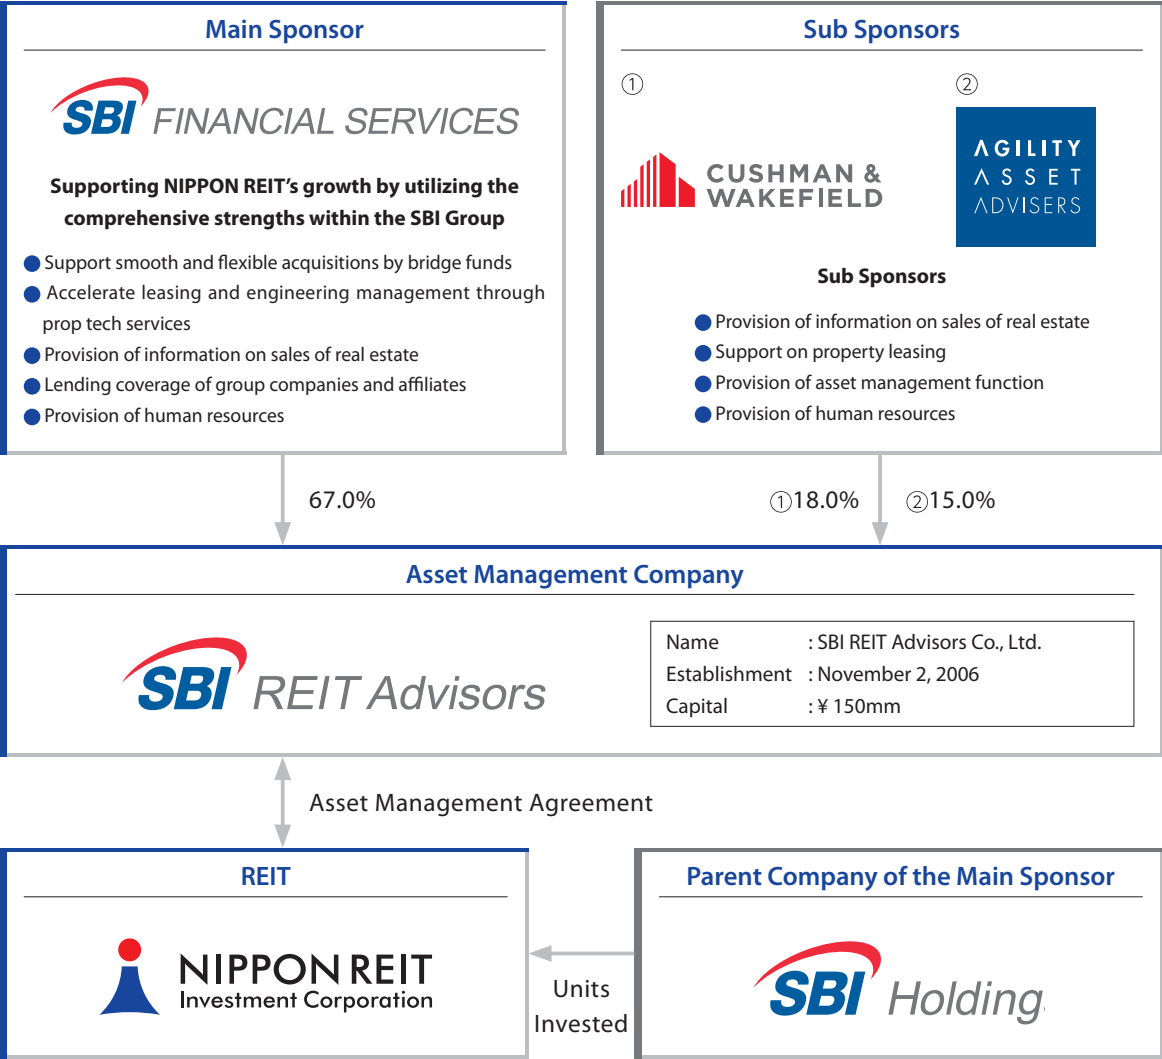 Main Sponsor
SBI FINANCIAL SERVICES
Supporting NIPPON REIT's growth by utilizing the
comprehensive strengths within the SBI Group
● Support smooth and flexible acquisitions by bridge funds
● Accelerate leasing and engineering management through
prop tech services
● Provision of information on sales of real estate
● Lending coverage of group companies and affiliates
● Provision of human resources
Sub Sponsors
① ②
CUSHMAN &
WAKEFIELD
AGILITY
ASSET
ADVISERS
Sub Sponsors
● Provision of information on sales of real estate
● Support on property leasing
● Provision of asset management function
● Provision of human resources
67.0%
①18.0% ②15.0%
Asset Management Company
SBI REIT Advisors
Name : SBI REIT Advisors Co., Ltd.
Establishment : November 2, 2006
Capital : ¥ 150mm
Asset Management Agreement
REIT
NIPPON REIT
Investment Corporation
Units
Invested
Parent Company of the Main Sponsor
SBI Holding